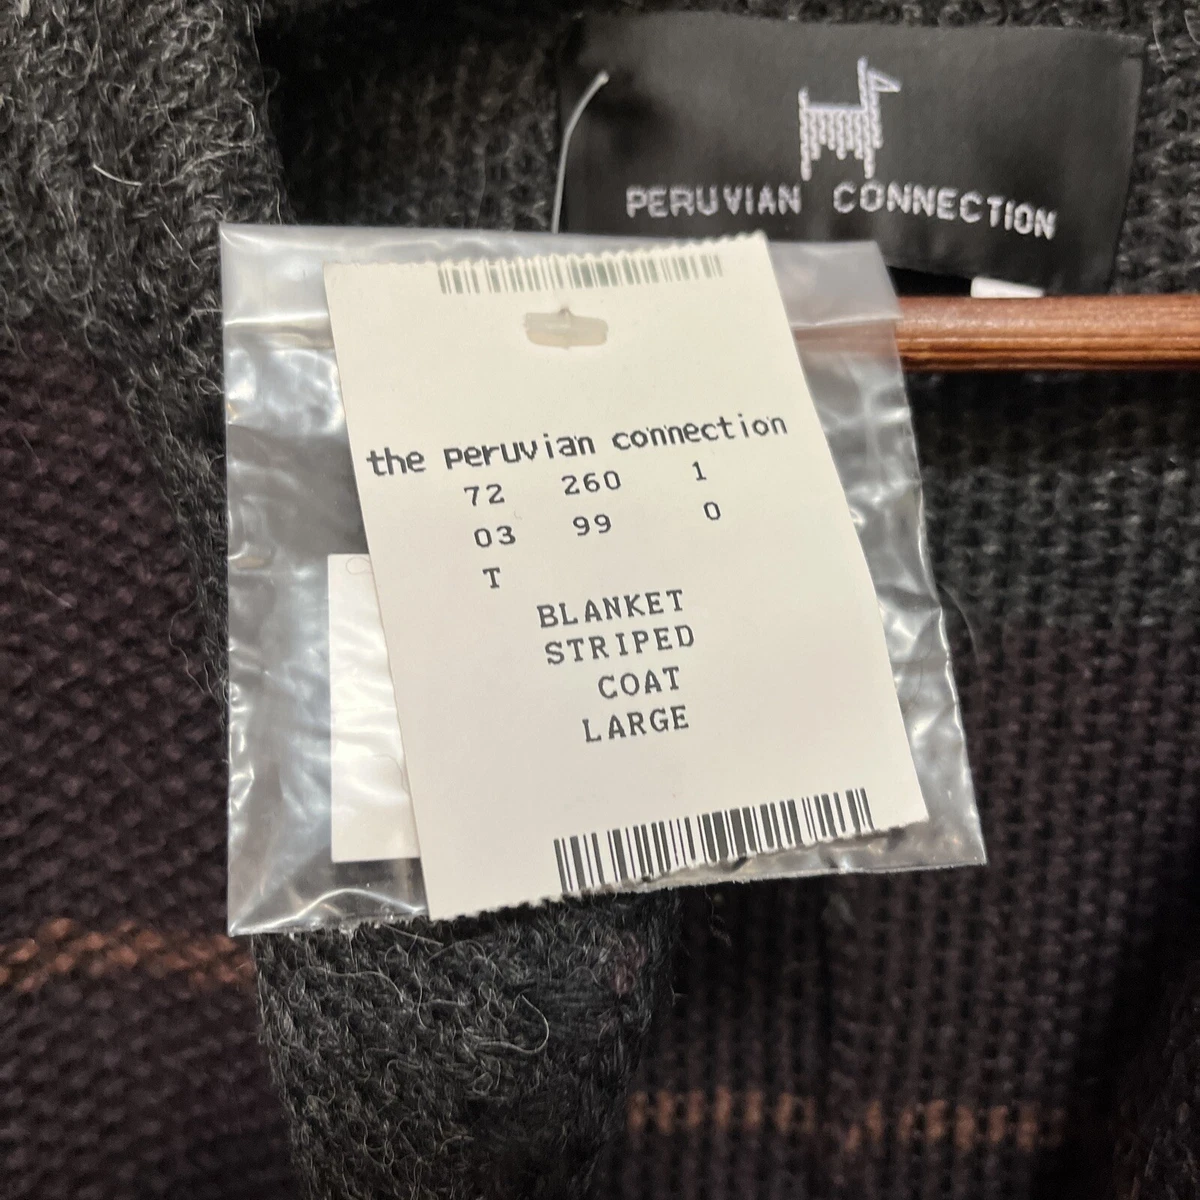 PERUVIAN CONNECTION
the peruvian connection
72 260 1
03 99 0
T
BLANKET
STRIPED
COAT
LARGE